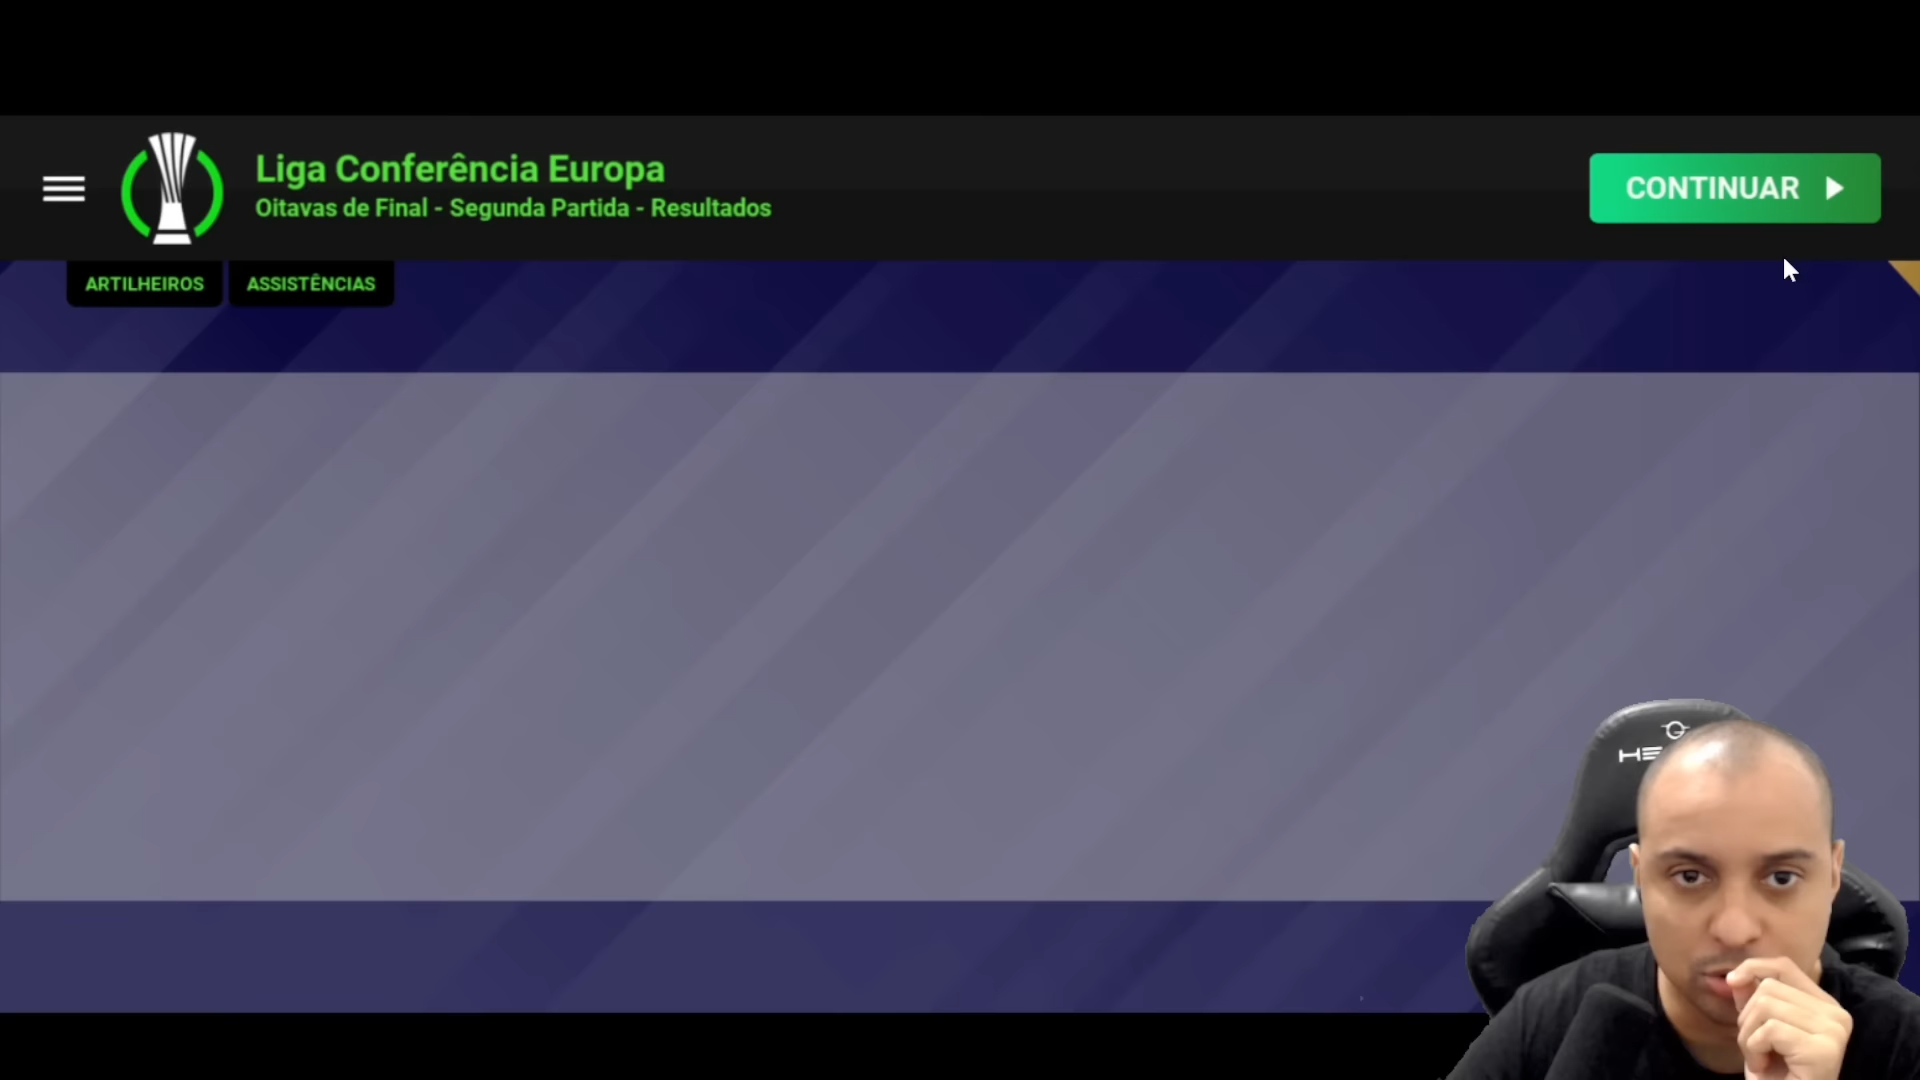 Liga Conferência Europa
Oitavas de Final - Segunda Partida - Resultados
CONTINUAR
ARTILHEIROS
ASSISTÊNCIAS